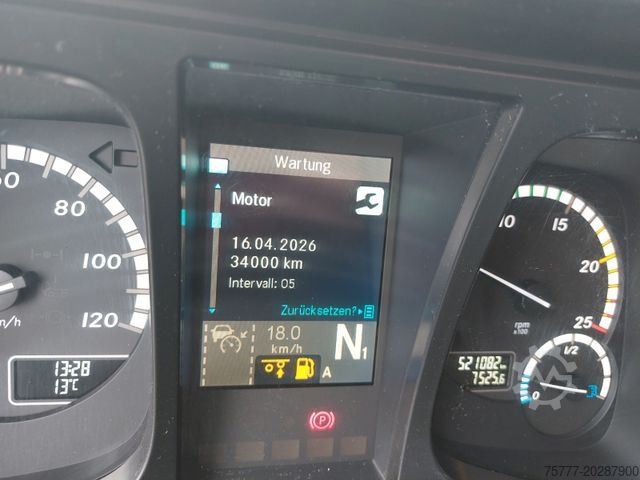 Wartung
Motor
16.04.2026
34000 km
Intervall: 05
Zurücksetzen?
18.0
km/h
N1
A
80
100
120
13:28
13°C
10
15
20
25
rpm
x100
1/2
0
521082
7525.6
P
75777-20287900